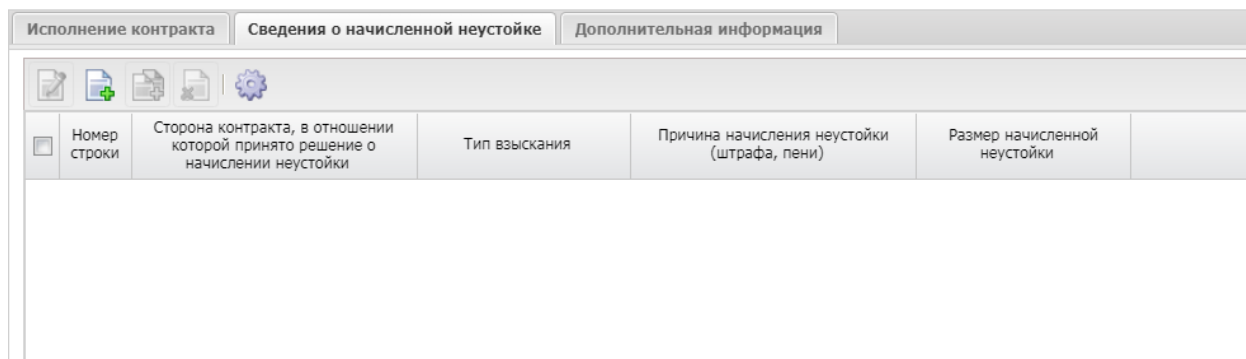 Исполнение контракта Сведения о начисленной неустойке Дополнительная информация
Номер
строки
Сторона контракта, в отношении
которой принято решение о
начислении неустойки
Тип взыскания
Причина начисления неустойки
(штрафа, пени)
Размер начисленной
неустойки